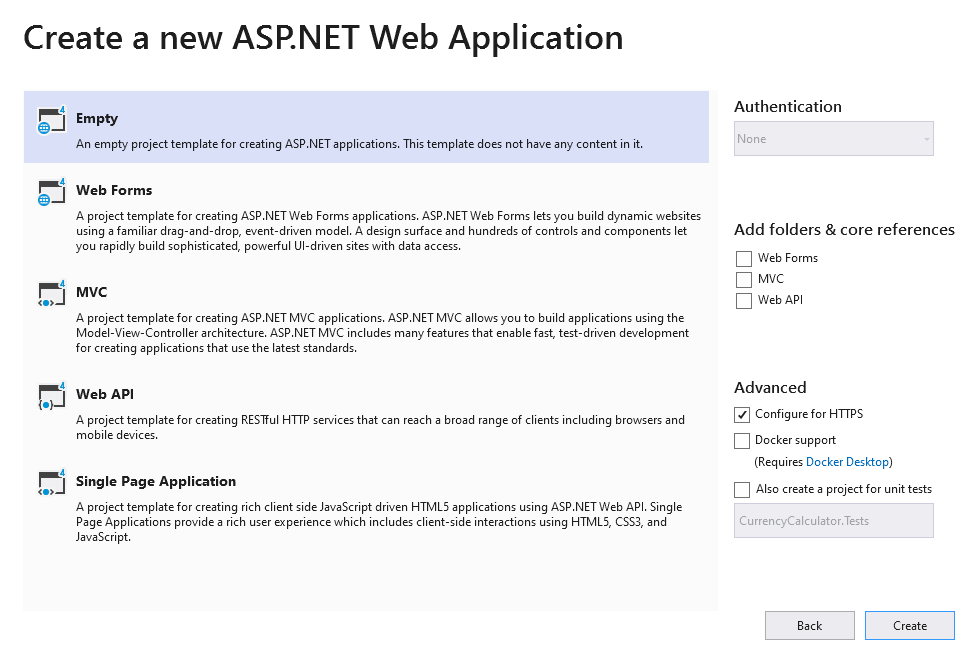 Create a new ASP.NET Web Application
Empty
An empty project template for creating ASP.NET applications. This template does not have any content in it.
Web Forms
A project template for creating ASP.NET Web Forms applications. ASP.NET Web Forms lets you build dynamic websites
using a familiar drag-and-drop, event-driven model. A design surface and hundreds of controls and components let
you rapidly build sophisticated, powerful UI-driven sites with data access.
MVC
A project template for creating ASP.NET MVC applications. ASP.NET MVC allows you to build applications using the
Model-View-Controller architecture. ASP.NET MVC includes many features that enable fast, test-driven development
for creating applications that use the latest standards.
Web API
A project template for creating RESTful HTTP services that can reach a broad range of clients including browsers and
mobile devices.
Single Page Application
A project template for creating rich client side JavaScript driven HTML5 applications using ASP.NET Web API. Single
Page Applications provide a rich user experience which includes client-side interactions using HTML5, CSS3, and
JavaScript.
Authentication
None
Add folders & core references
Web Forms
MVC
Web API
Advanced
Configure for HTTPS
Docker support
(Requires Docker Desktop)
Also create a project for unit tests
CurrencyCalculator.Tests
Back
Create